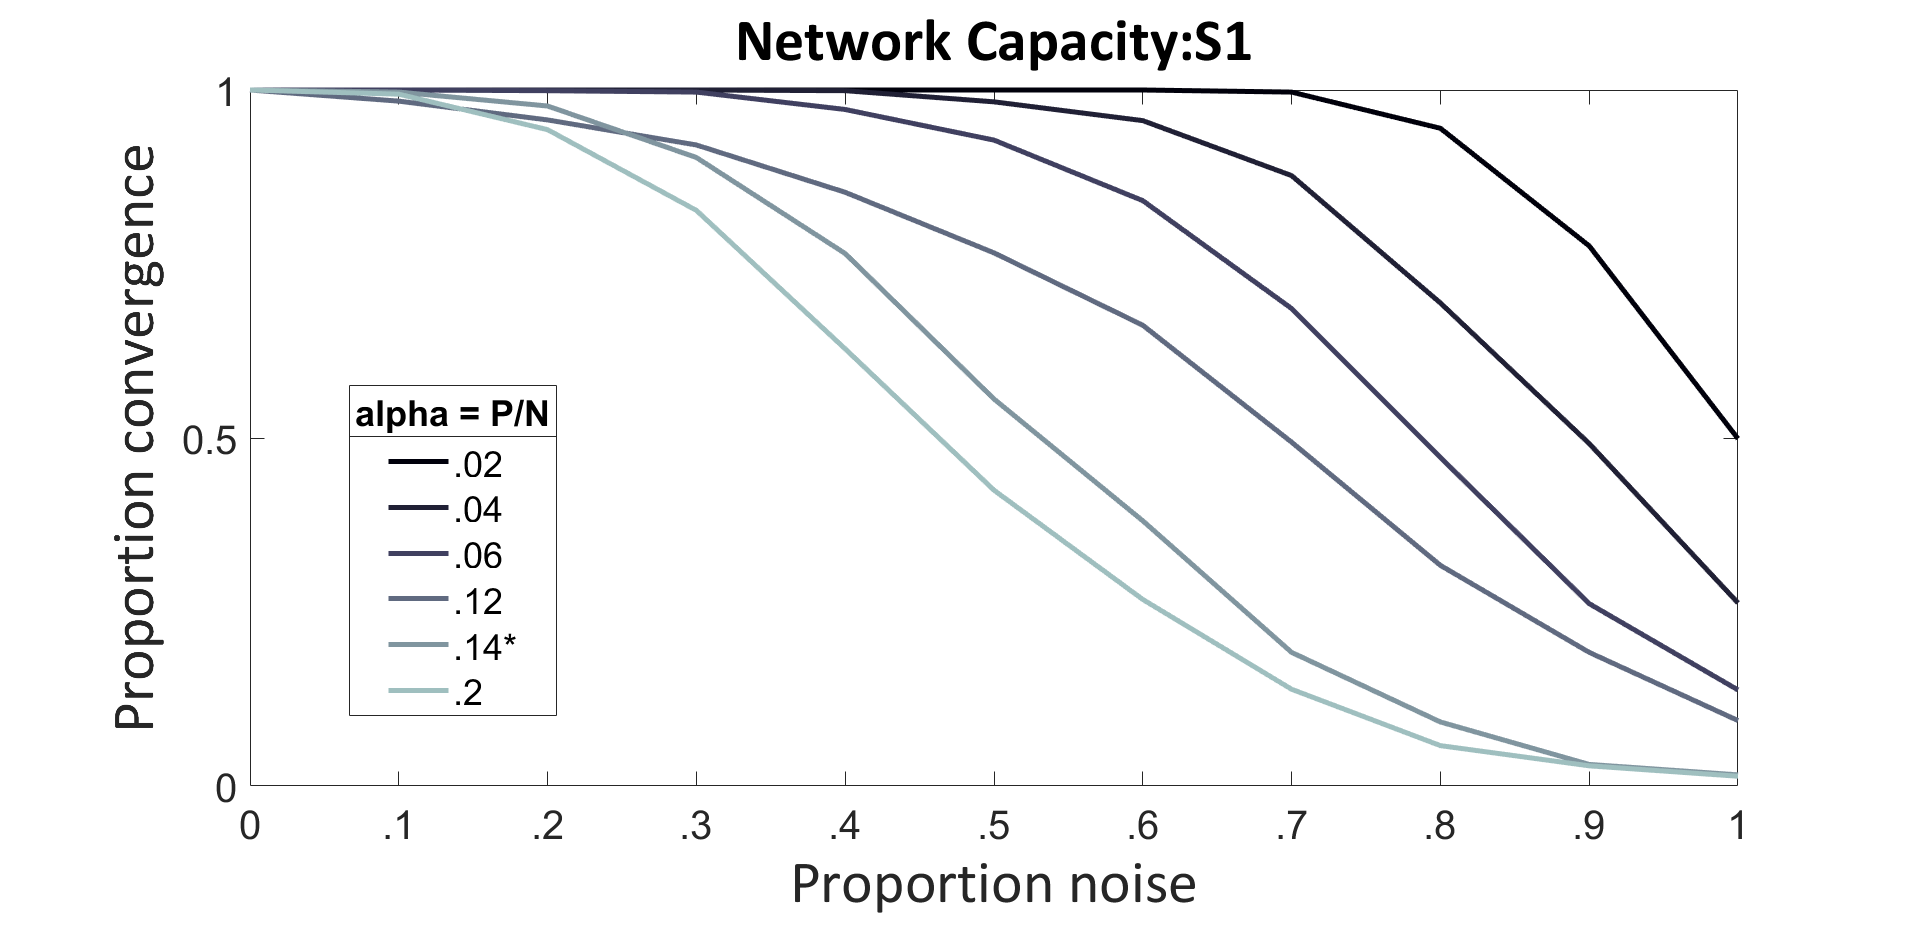 Network Capacity:S1
Proportion convergence
1
0.5
0
alpha = P/N
.02
.04
.06
.12
.14*
.2
0 .1 .2 .3 .4 .5 .6 .7 .8 .9 1
Proportion noise